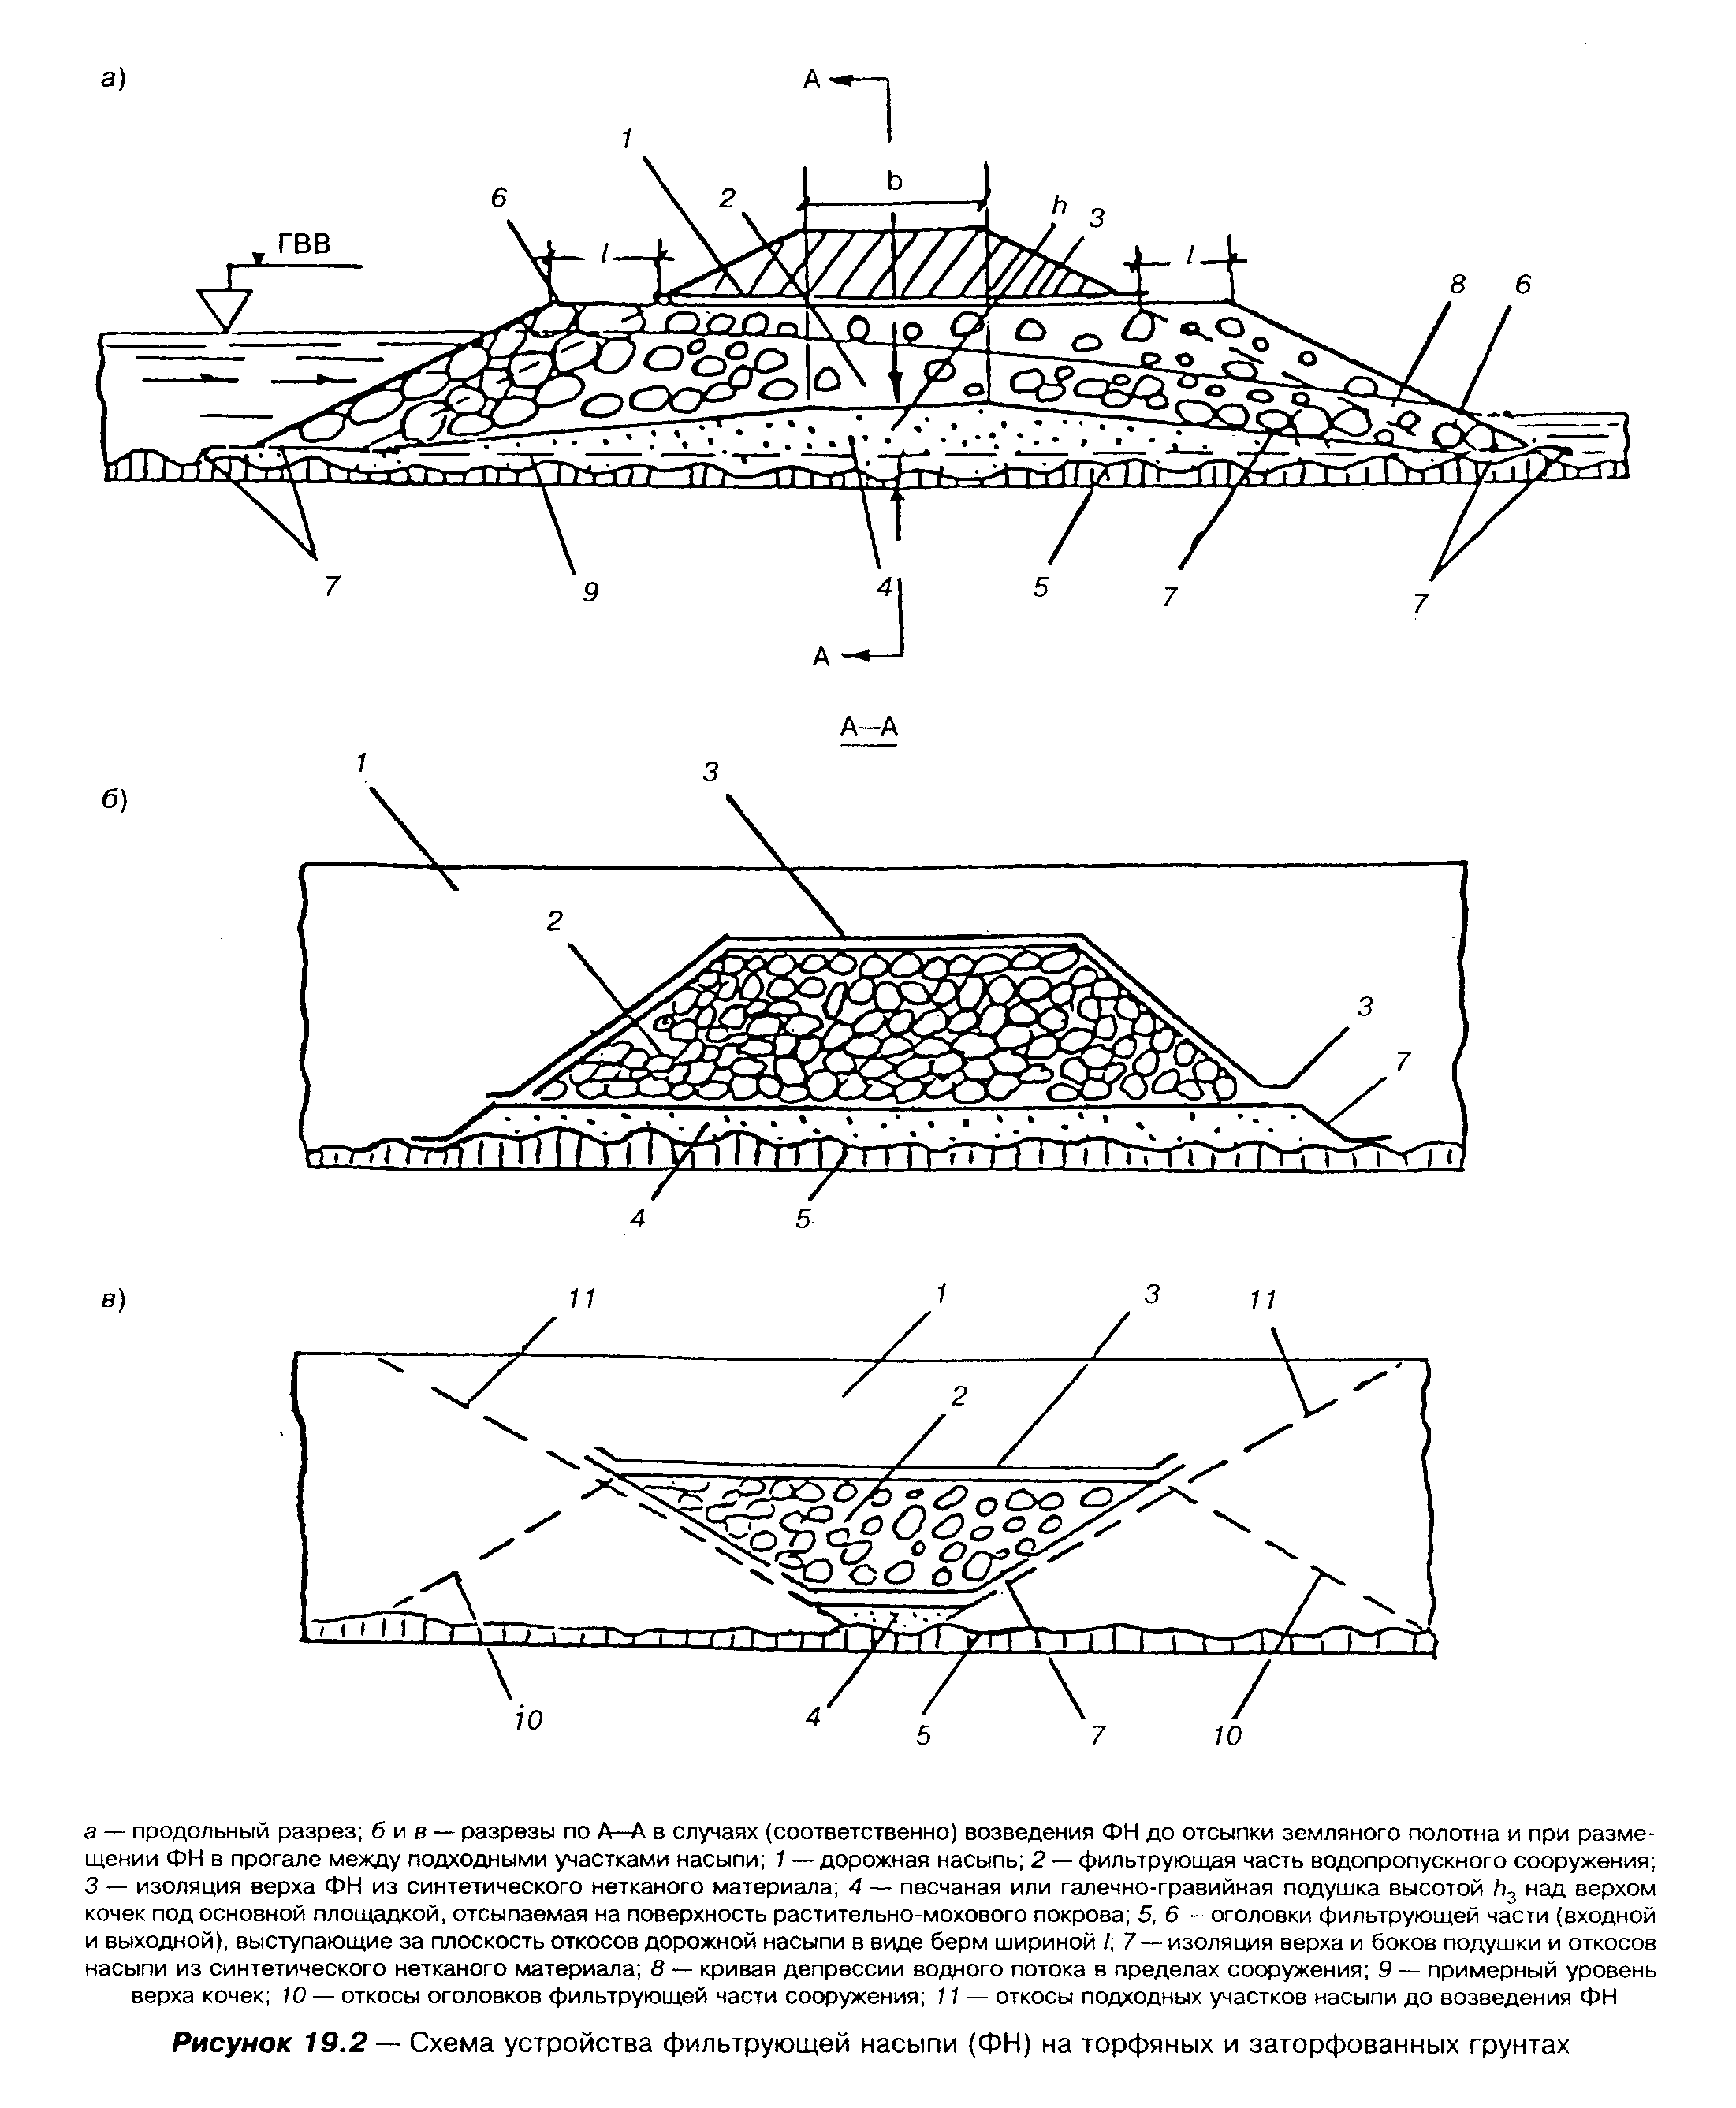 а)
А
1
b
6
2
h
3
ГВВ
l
l
8
6
7
9
4
5
7
7
А
А—А
1
3
б)
2
3
7
4
5
в)
11
1
3
11
2
10
4
5
7
10
а — продольный разрез; б и в — разрезы по А—А в случаях (соответственно) возведения ФН до отсыпки земляного полотна и при разме-
щении ФН в прогале между подходными участками насыпи; 1 — дорожная насыпь; 2 — фильтрующая часть водопропускного сооружения;
3 — изоляция верха ФН из синтетического нетканого материала; 4 — песчаная или галечно-гравийная подушка высотой hз над верхом
кочек под основной площадкой, отсыпаемая на поверхность растительно-мохового покрова; 5, 6 — оголовки фильтрующей части (входной
и выходной), выступающие за плоскость откосов дорожной насыпи в виде берм шириной l; 7 — изоляция верха и боков подушки и откосов
насыпи из синтетического нетканого материала; 8 — кривая депрессии водного потока в пределах сооружения; 9 — примерный уровень
верха кочек; 10 — откосы оголовков фильтрующей части сооружения; 11 — откосы подходных участков насыпи до возведения ФН
Рисунок 19.2 — Схема устройства фильтрующей насыпи (ФН) на торфяных и заторфованных грунтах